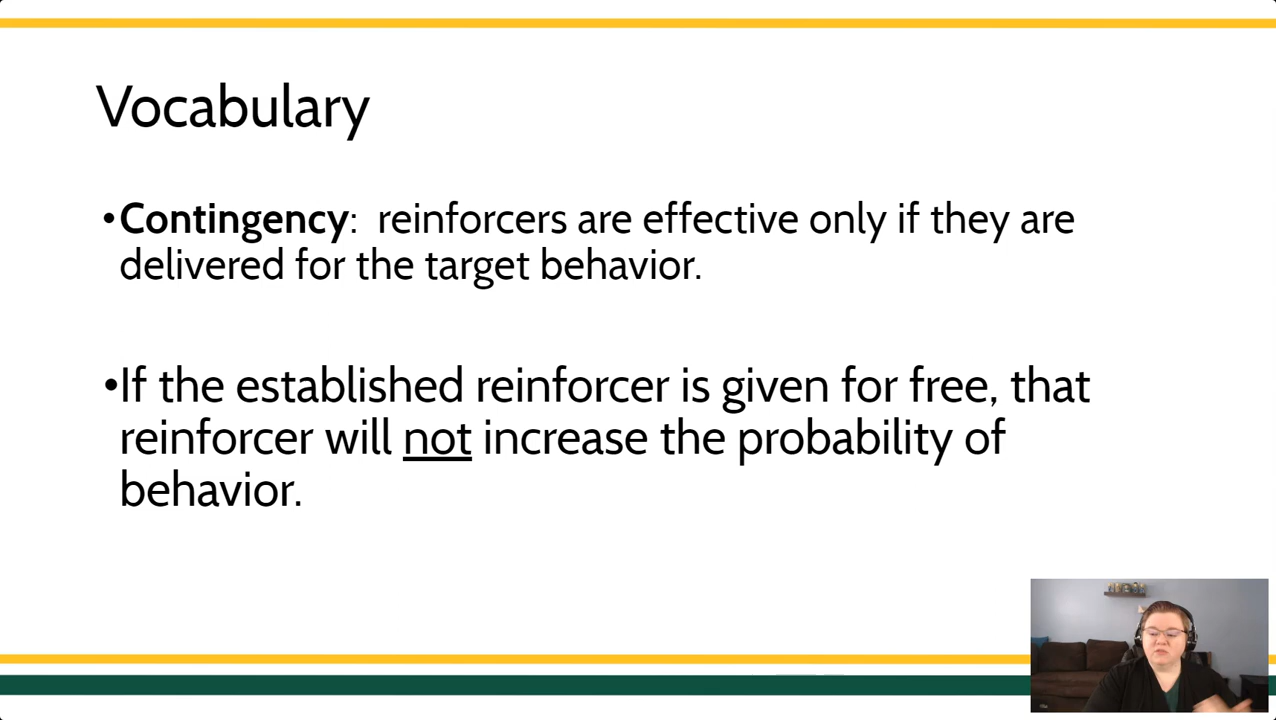 Vocabulary
•Contingency:  reinforcers are effective only if they are
delivered for the target behavior.
•If the established reinforcer is given for free, that
reinforcer will not increase the probability of
behavior.